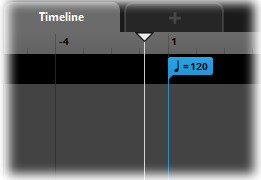 Timeline +
-4 1
♩ = 120